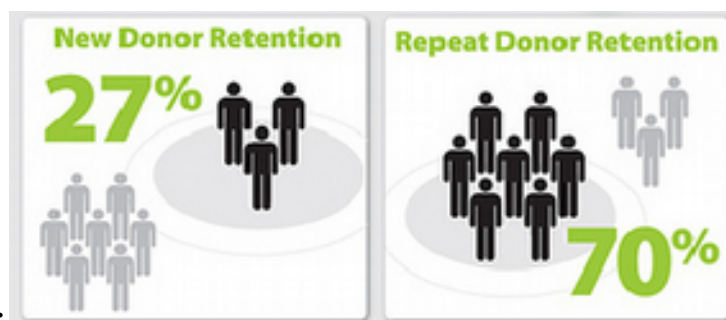 New Donor Retention
27%
Repeat Donor Retention
70%